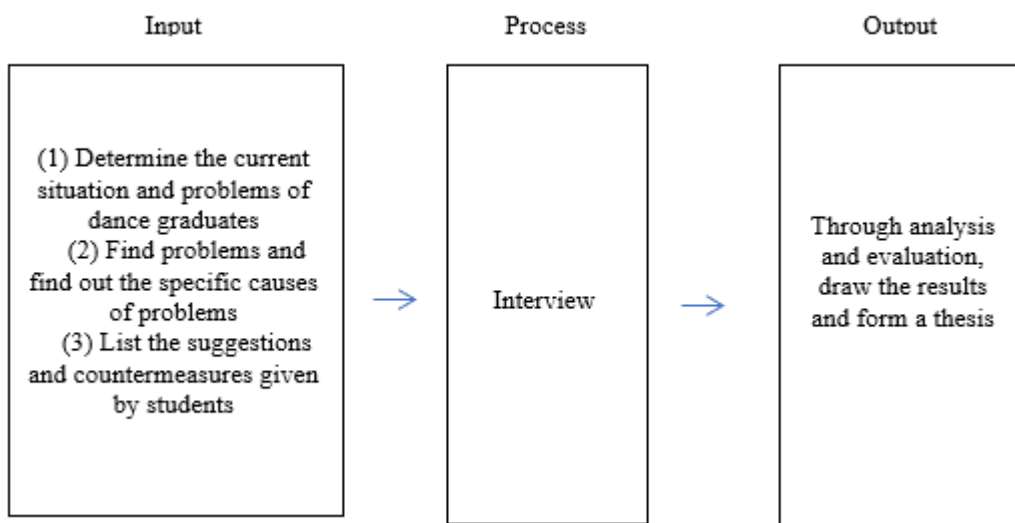 Input
Process
Output
(1) Determine the current
situation and problems of
dance graduates
(2) Find problems and
find out the specific causes
of problems
(3) List the suggestions
and countermeasures given
by students
Interview
Through analysis
and evaluation,
draw the results
and form a thesis